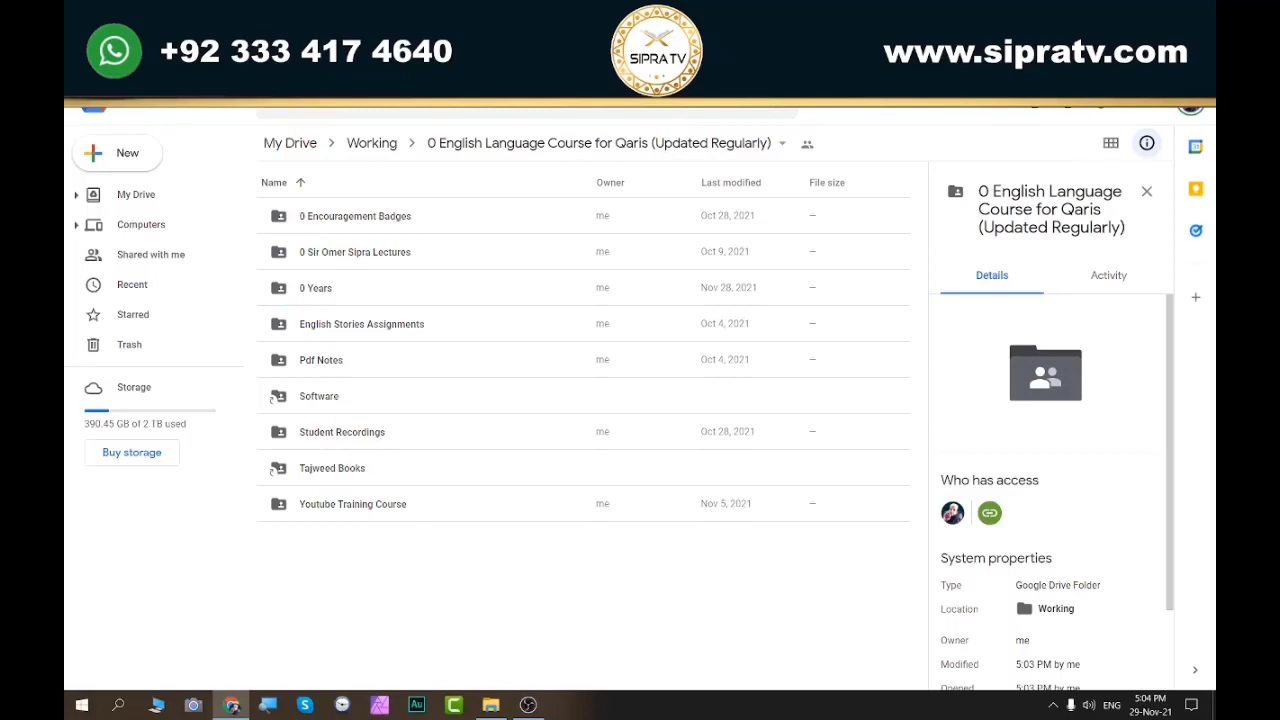 +92 333 417 4640
SIPRA TV
www.sipratv.com
New
My Drive
Computers
Shared with me
Recent
Starred
Trash
Storage
390.45 GB of 2 TB used
Buy storage
My Drive > Working > 0 English Language Course for Qaris (Updated Regularly)
Name Owner Last modified File size
0 Encouragement Badges me Oct 28, 2021 –
0 Sir Omer Sipra Lectures me Oct 9, 2021 –
0 Years me Nov 28, 2021 –
English Stories Assignments me Oct 4, 2021 –
Pdf Notes me Oct 4, 2021 –
Software
Student Recordings me Oct 28, 2021 –
Tajweed Books
Youtube Training Course me Nov 5, 2021 –
0 English Language
Course for Qaris
(Updated Regularly)
Details Activity
Who has access
System properties
Type Google Drive Folder
Location Working
Owner me
Modified 5:03 PM by me
Opened 5:03 PM by me
Au
ENG
5:04 PM
29-Nov-21